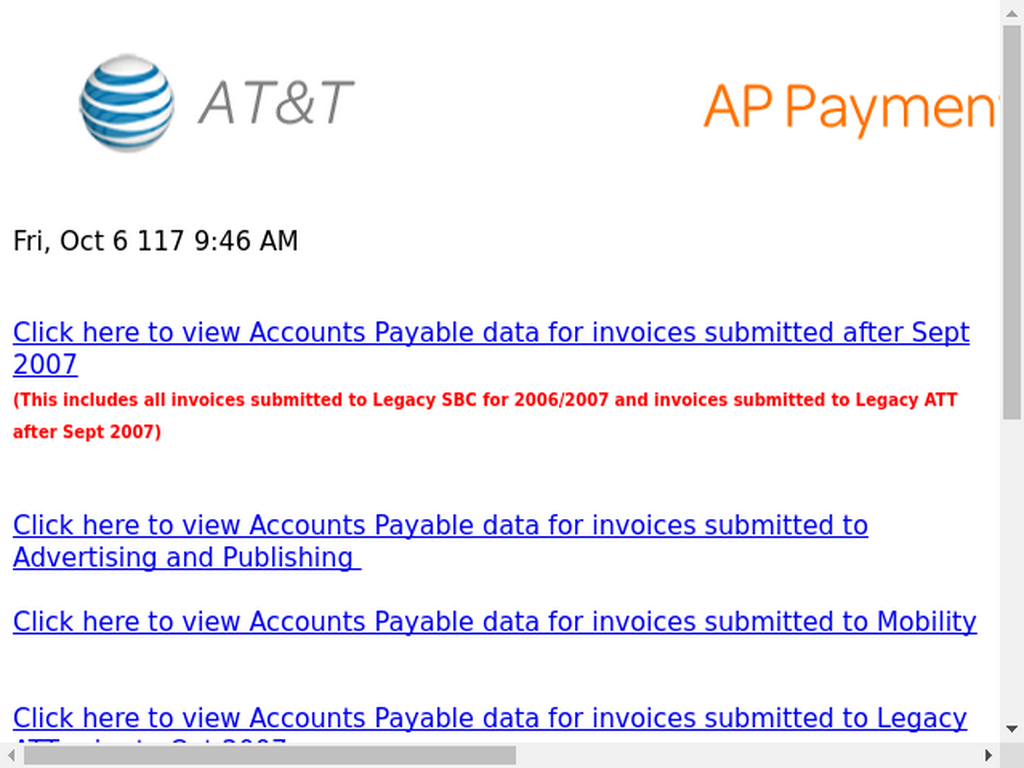 AT&T
AP Paymen
Fri, Oct 6 117 9:46 AM
Click here to view Accounts Payable data for invoices submitted after Sept
2007
(This includes all invoices submitted to Legacy SBC for 2006/2007 and invoices submitted to Legacy ATT
after Sept 2007)
Click here to view Accounts Payable data for invoices submitted to
Advertising and Publishing
Click here to view Accounts Payable data for invoices submitted to Mobility
Click here to view Accounts Payable data for invoices submitted to Legacy